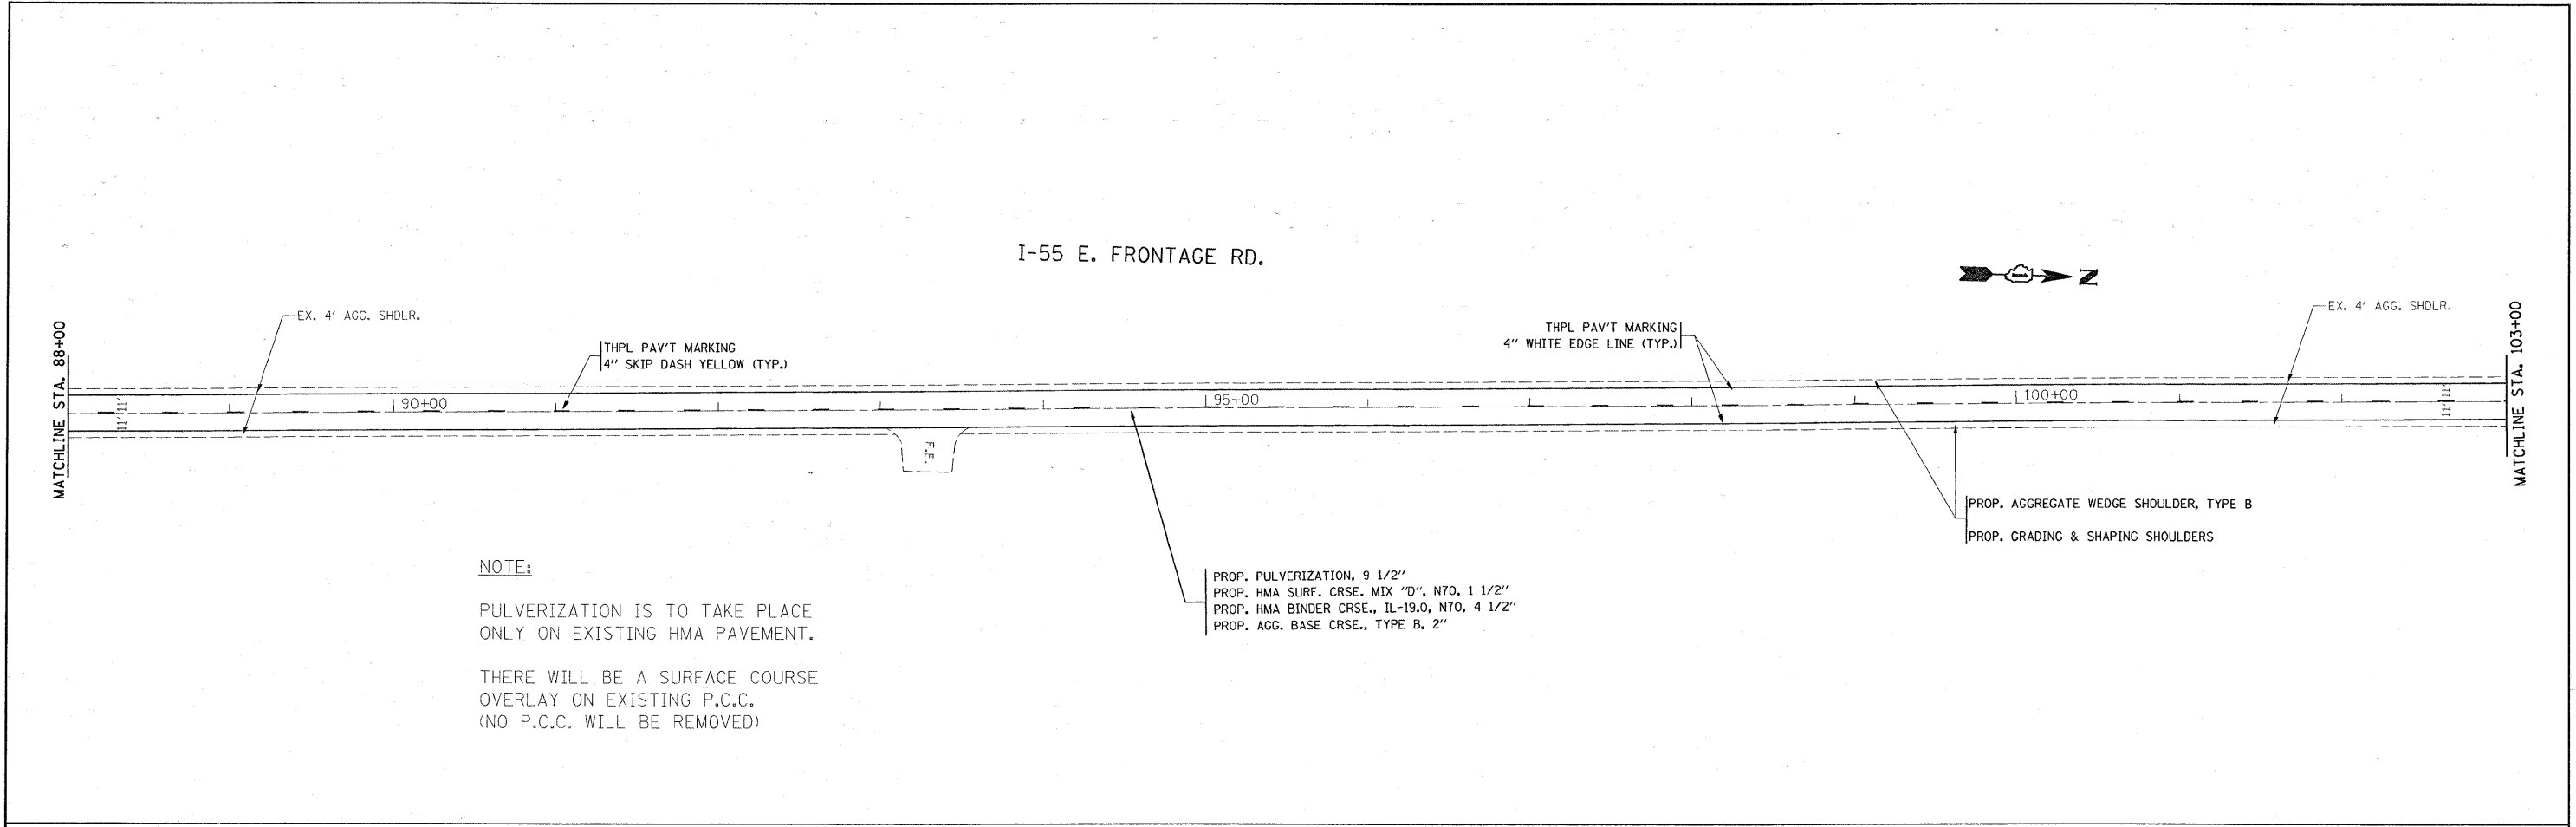 I-55 E. FRONTAGE RD.
N
EX. 4' AGG. SHDLR.
EX. 4' AGG. SHDLR.
THPL PAV'T MARKING
4" WHITE EDGE LINE (TYP.)
THPL PAV'T MARKING
4" SKIP DASH YELLOW (TYP.)
MATCHLINE STA. 88+00
MATCHLINE STA. 103+00
11' 11'
90+00
95+00
100+00
11' 11'
F.E.
PROP. AGGREGATE WEDGE SHOULDER, TYPE B
PROP. GRADING & SHAPING SHOULDERS
NOTE:
PULVERIZATION IS TO TAKE PLACE
ONLY ON EXISTING HMA PAVEMENT.
THERE WILL BE A SURFACE COURSE
OVERLAY ON EXISTING P.C.C.
(NO P.C.C. WILL BE REMOVED)
PROP. PULVERIZATION, 9 1/2"
PROP. HMA SURF. CRSE. MIX "D", N70, 1 1/2"
PROP. HMA BINDER CRSE., IL-19.0, N70, 4 1/2"
PROP. AGG. BASE CRSE., TYPE B. 2"